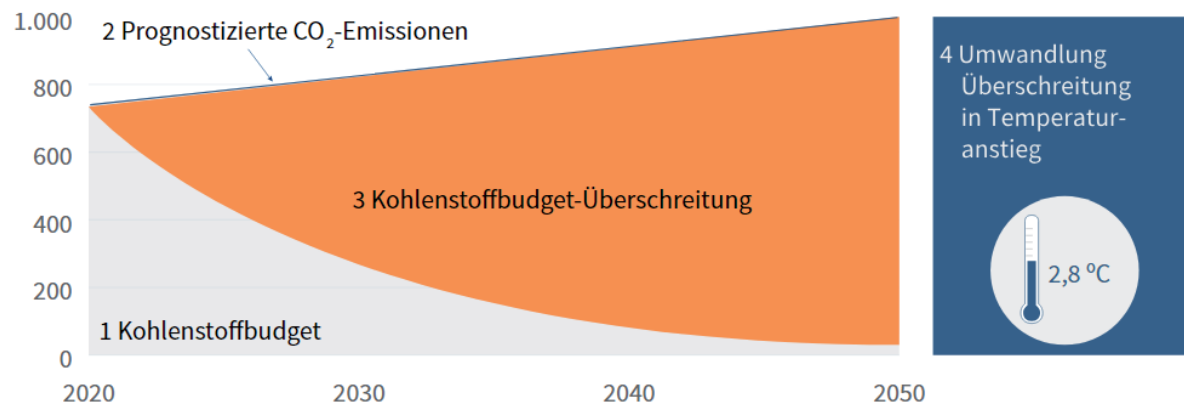 1.000
800
600
400
200
0
2020
2030
2040
2050
2 Prognostizierte CO₂-Emissionen
3 Kohlenstoffbudget-Überschreitung
1 Kohlenstoffbudget
4 Umwandlung
Überschreitung
in Temperatur-
anstieg
2,8 ºC